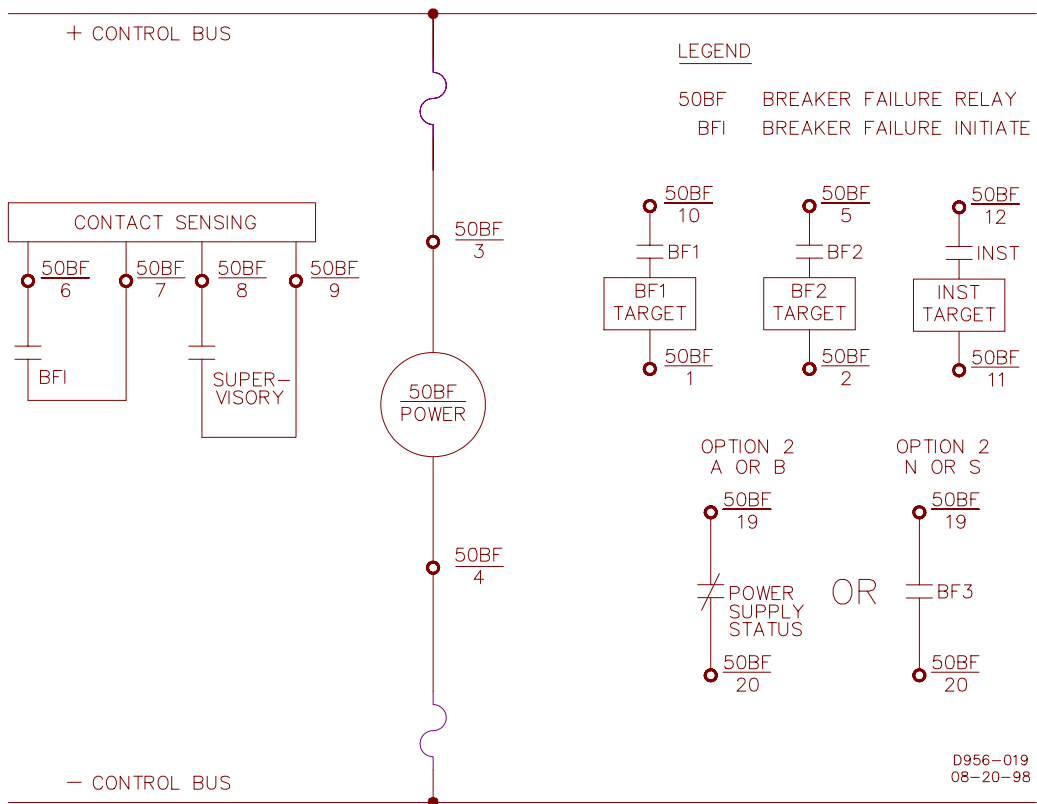 + CONTROL BUS
LEGEND
50BF BREAKER FAILURE RELAY
BFI BREAKER FAILURE INITIATE
CONTACT SENSING
50BF
6
50BF
7
50BF
8
50BF
9
BFI
SUPER-
VISORY
50BF
3
50BF
POWER
50BF
4
50BF
10
BF1
BF1
TARGET
50BF
1
50BF
5
BF2
BF2
TARGET
50BF
2
50BF
12
INST
INST
TARGET
50BF
11
OPTION 2
A OR B
50BF
19
POWER
SUPPLY
STATUS
50BF
20
OR
OPTION 2
N OR S
50BF
19
BF3
50BF
20
- CONTROL BUS
D956-019
08-20-98